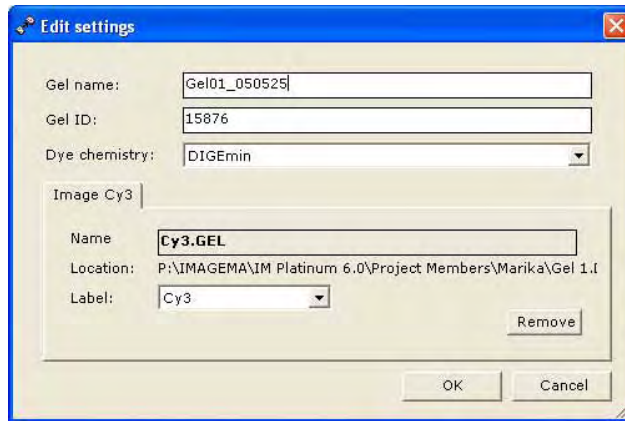 Edit settings
Gel name: Gel01_050525
Gel ID: 15876
Dye chemistry: DIGEmin
Image Cy3
Name Cy3.GEL
Location: P:\IMAGEMA\IM Platinum 6.0\Project Members\Marika\Gel 1.I
Label: Cy3
Remove
OK Cancel